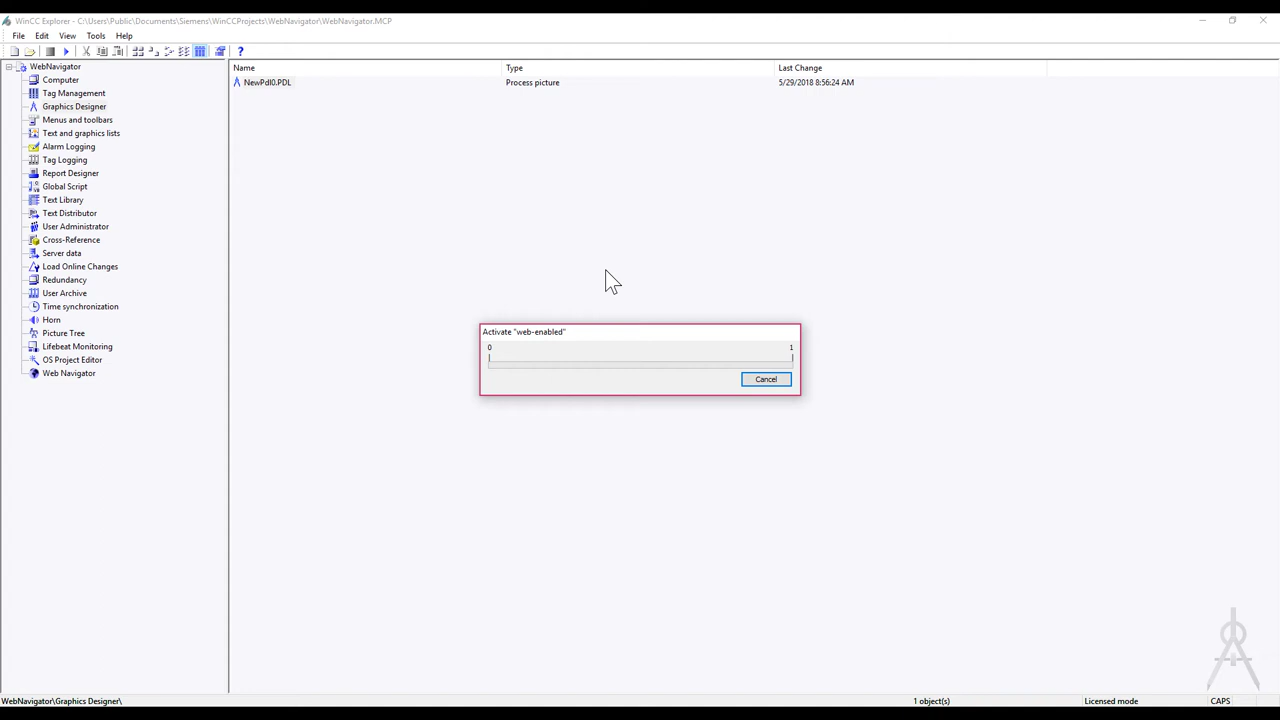 WinCC Explorer - C:\Users\Public\Documents\Siemens\WinCCProjects\WebNavigator\WebNavigator.MCP
File Edit View Tools Help
WebNavigator
Computer
Tag Management
Graphics Designer
Menus and toolbars
Text and graphics lists
Alarm Logging
Tag Logging
Report Designer
Global Script
Text Library
Text Distributor
User Administrator
Cross-Reference
Server data
Load Online Changes
Redundancy
User Archive
Time synchronization
Horn
Picture Tree
Lifebeat Monitoring
OS Project Editor
Web Navigator
Name Type Last Change
NewPdl0.PDL Process picture 5/29/2018 8:56:24 AM
Activate "web-enabled"
0 1
Cancel
WebNavigator\Graphics Designer\ 1 object(s) Licensed mode CAPS